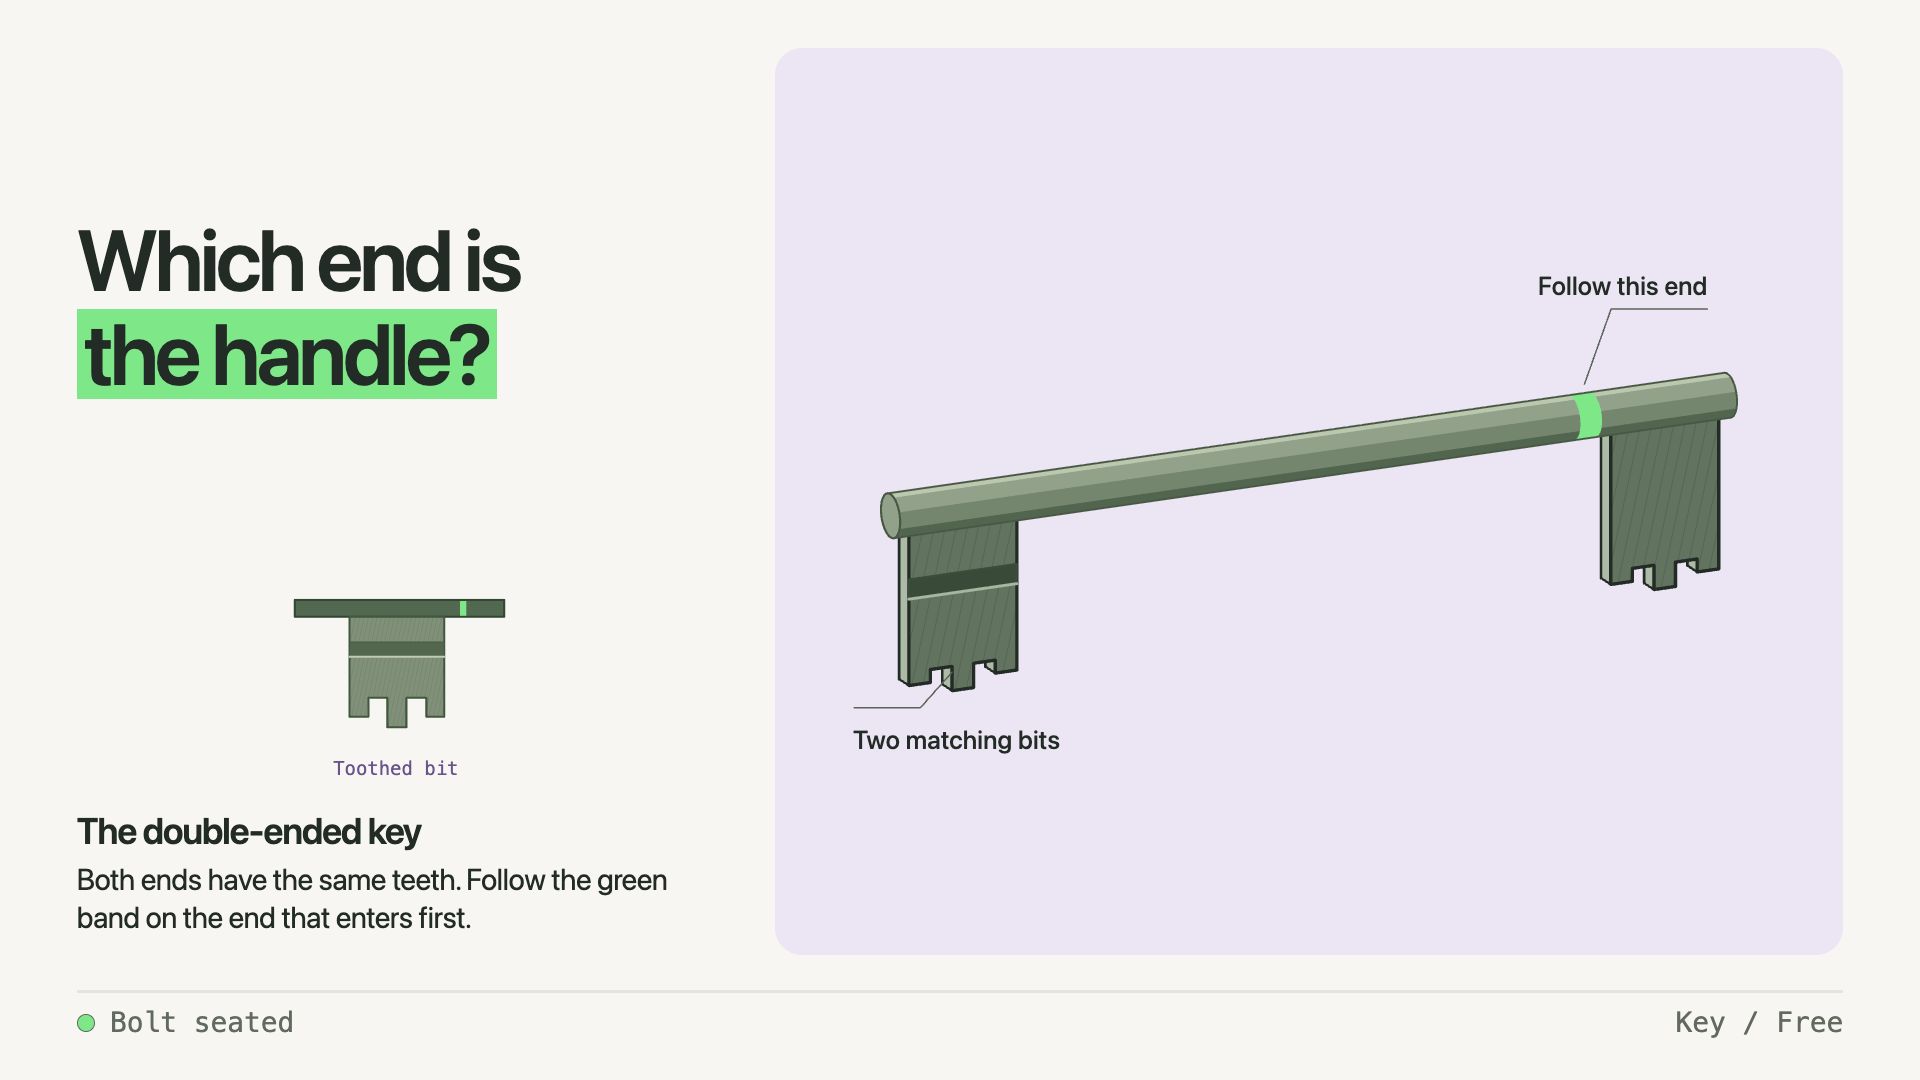 Which end is
the handle?
Toothed bit
The double-ended key
Both ends have the same teeth. Follow the green
band on the end that enters first.
Follow this end
Two matching bits
Bolt seated
Key / Free